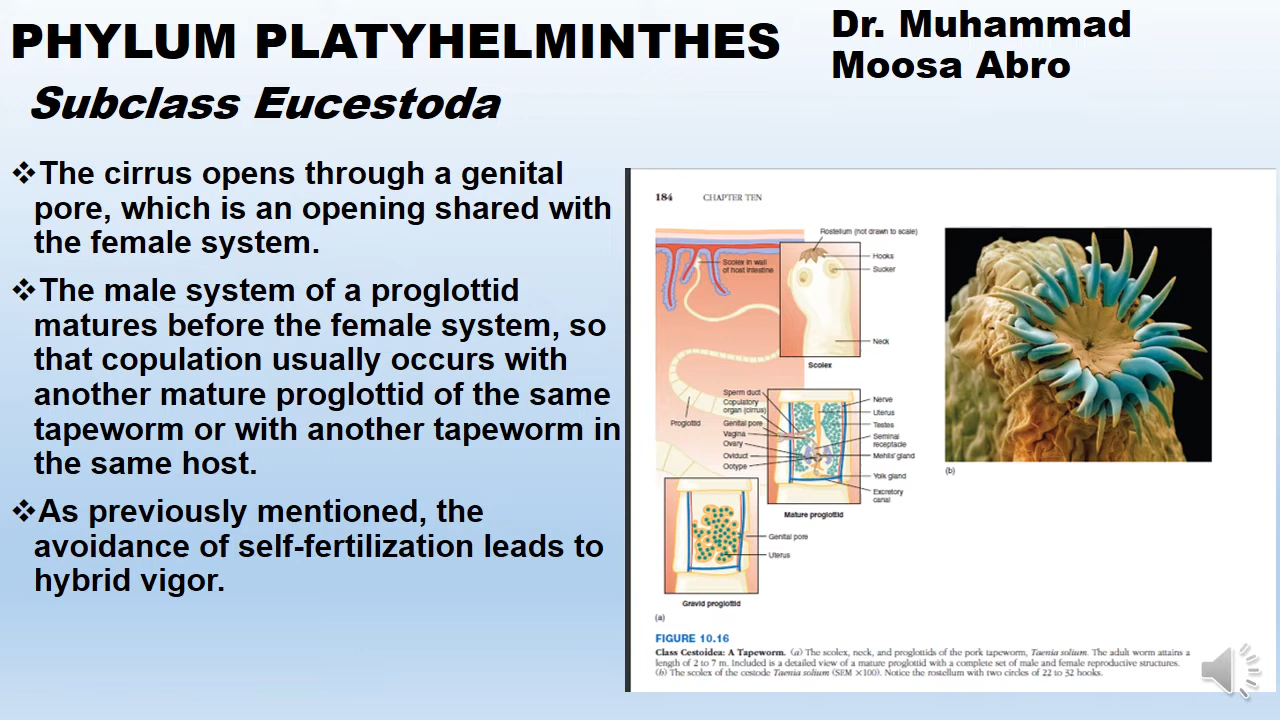 PHYLUM PLATYHELMINTHES
Subclass Eucestoda
Dr. Muhammad
Moosa Abro
❖The cirrus opens through a genital
pore, which is an opening shared with
the female system.
❖The male system of a proglottid
matures before the female system, so
that copulation usually occurs with
another mature proglottid of the same
tapeworm or with another tapeworm in
the same host.
❖As previously mentioned, the
avoidance of self-fertilization leads to
hybrid vigor.
184 CHAPTER TEN
Rostellum (not drawn to scale)
Scolex in wall
of host intestine
Hooks
Sucker
Neck
Scolex
Proglottid
Sperm duct
Copulatory
organ (cirrus)
Genital pore
Vagina
Ovary
Oviduct
Ootype
Nerve
Uterus
Testes
Seminal
receptacle
Mehlis' gland
Yolk gland
Excretory
canal
Mature proglottid
Genital pore
Uterus
Gravid proglottid
(a)
(b)
FIGURE 10.16
Class Cestoidea: A Tapeworm. (a) The scolex, neck, and proglottids of the pork tapeworm, Taenia solium. The adult worm attains a
length of 2 to 7 m. Included is a detailed view of a mature proglottid with a complete set of male and female reproductive structures.
(b) The scolex of the cestode Taenia solium (SEM ×100). Notice the rostellum with two circles of 22 to 32 hooks.